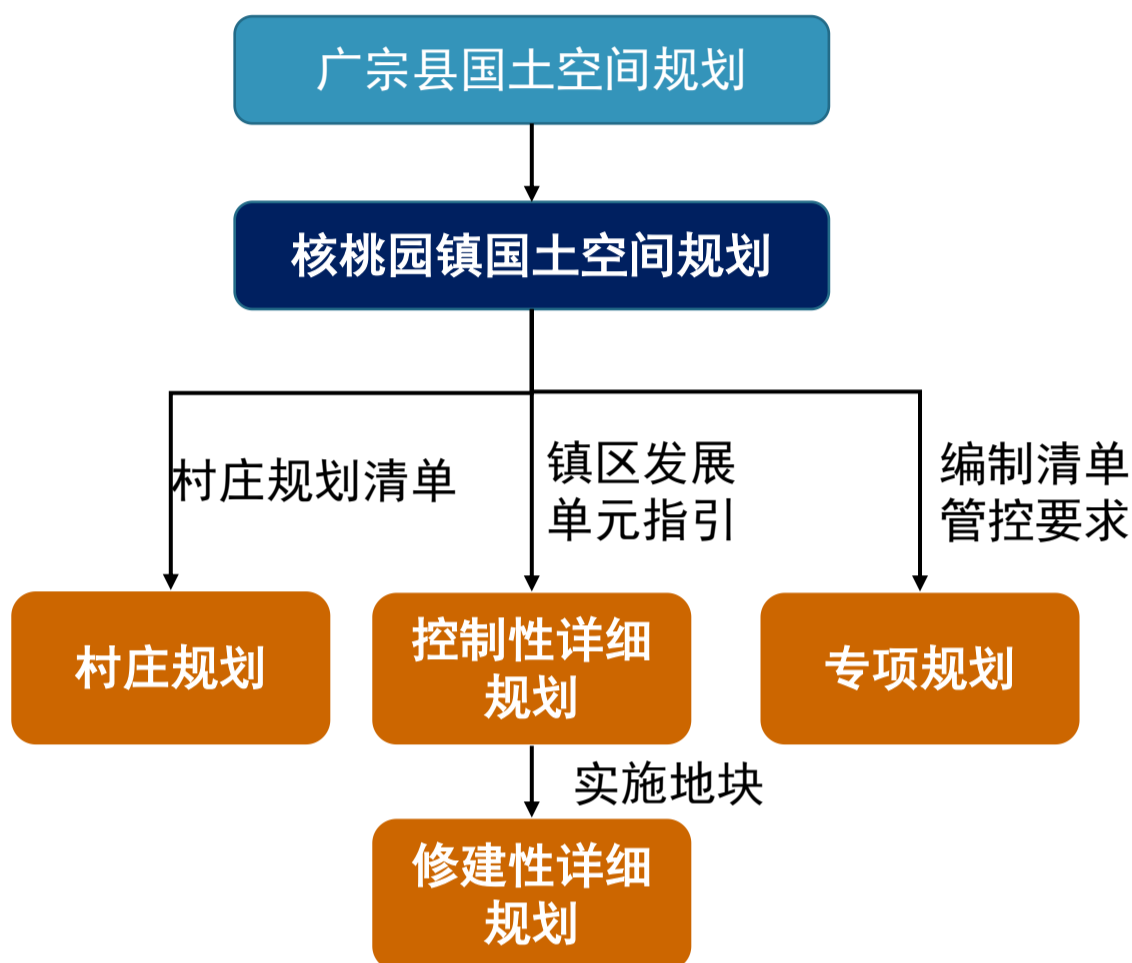 广宗县国土空间规划
核桃园镇国土空间规划
村庄规划清单
镇区发展
单元指引
编制清单
管控要求
村庄规划
控制性详细
规划
专项规划
实施地块
修建性详细
规划